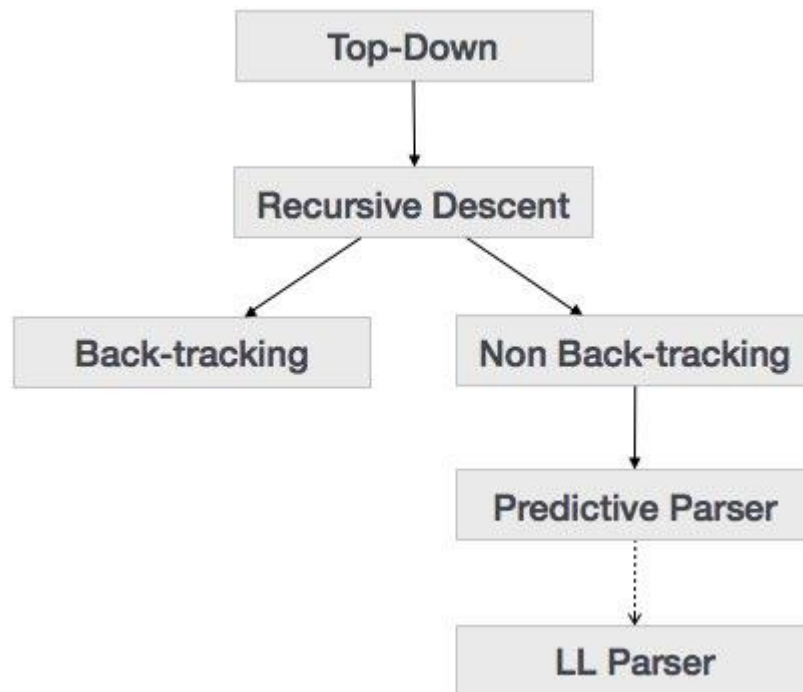 Top-Down
Recursive Descent
Back-tracking
Non Back-tracking
Predictive Parser
LL Parser